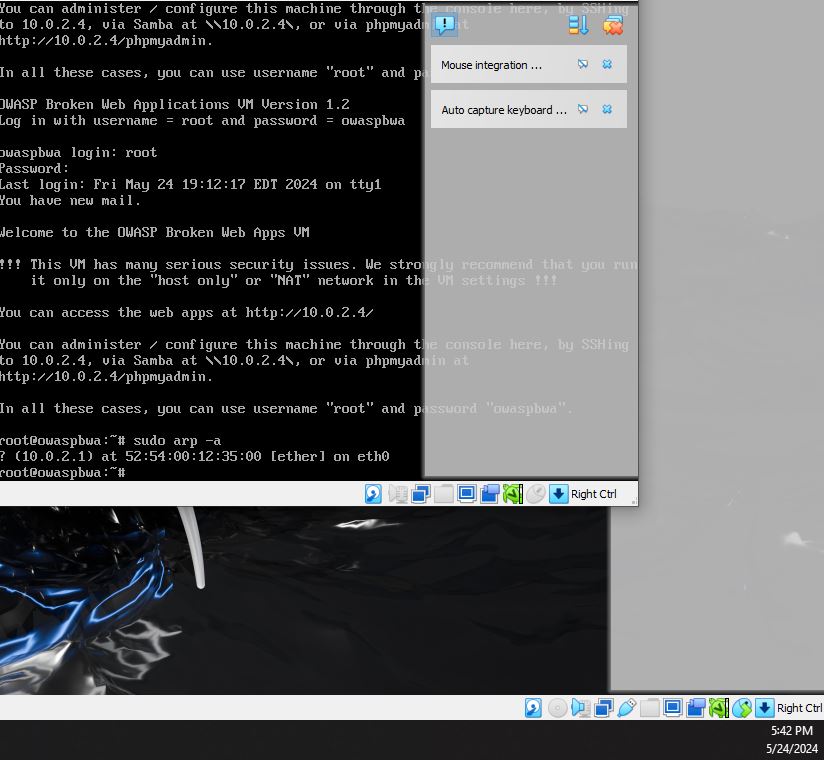 You can administer / configure this machine through the console here, by SSHing
to 10.0.2.4, via Samba at \\10.0.2.4\, or via phpmyadmin at
http://10.0.2.4/phpmyadmin.
In all these cases, you can use username "root" and pa
OWASP Broken Web Applications VM Version 1.2
Log in with username = root and password = owaspbwa
owaspbwa login: root
Password:
Last login: Fri May 24 19:12:17 EDT 2024 on tty1
You have new mail.
Welcome to the OWASP Broken Web Apps VM
!!! This VM has many serious security issues. We strongly recommend that you run
it only on the "host only" or "NAT" network in the VM settings !!!
You can access the web apps at http://10.0.2.4/
You can administer / configure this machine through the console here, by SSHing
to 10.0.2.4, via Samba at \\10.0.2.4\, or via phpmyadmin at
http://10.0.2.4/phpmyadmin.
In all these cases, you can use username "root" and password "owaspbwa".
root@owaspbwa:~# sudo arp -a
? (10.0.2.1) at 52:54:00:12:35:00 [ether] on eth0
root@owaspbwa:~#
Mouse integration ...
Auto capture keyboard ...
Right Ctrl
Right Ctrl
5:42 PM
5/24/2024